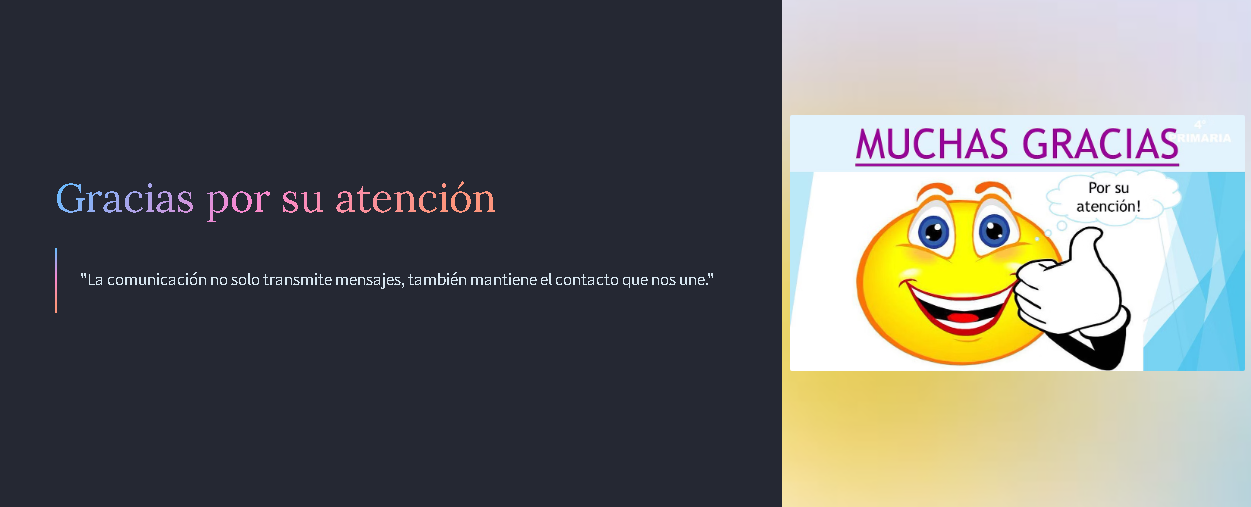 Gracias por su atención
"La comunicación no solo transmite mensajes, también mantiene el contacto que nos une."
MUCHAS GRACIAS
4°
RIMARIA
Por su
atención!